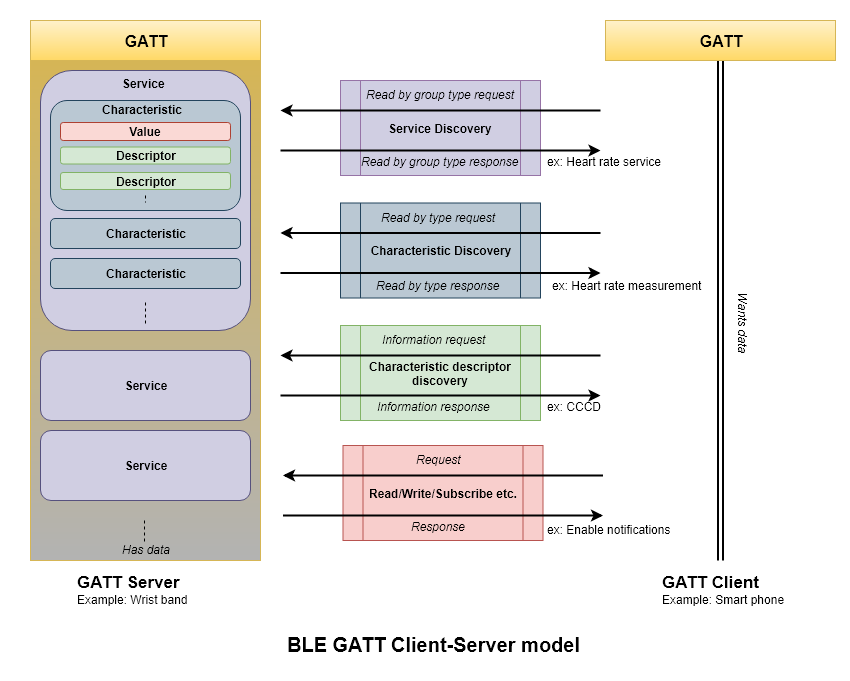 GATT
GATT
Service
Characteristic
Value
Descriptor
Descriptor
Characteristic
Characteristic
Service
Service
Has data
Read by group type request
Service Discovery
Read by group type response
ex: Heart rate service
Read by type request
Characteristic Discovery
Read by type response
ex: Heart rate measurement
Information request
Characteristic descriptor
discovery
Information response
ex: CCCD
Request
Read/Write/Subscribe etc.
Response
ex: Enable notifications
Wants data
GATT Server
Example: Wrist band
GATT Client
Example: Smart phone
BLE GATT Client-Server model